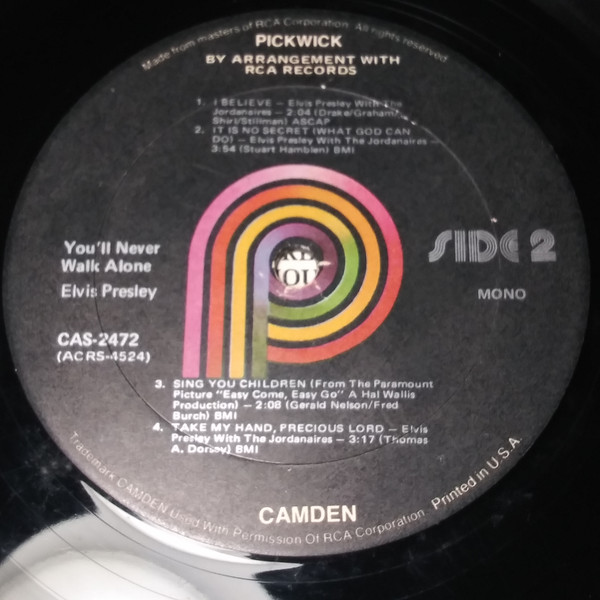 Made from masters of RCA Corporation. All rights reserved
PICKWICK
BY ARRANGEMENT WITH
RCA RECORDS
1. I BELIEVE – Elvis Presley With The
Jordanaires – 2:04 (Drake/Graham/
Shirl/Stillman) ASCAP
2. IT IS NO SECRET (WHAT GOD CAN
DO) – Elvis Presley With The Jordanaires –
3:54 (Stuart Hamblen) BMI
You'll Never
Walk Alone
Elvis Presley
CAS-2472
(ACRS-4524)
SIDE 2
MONO
3. SING YOU CHILDREN (From The Paramount
Picture "Easy Come, Easy Go" A Hal Wallis
Production) – 2:08 (Gerald Nelson/Fred
Burch) BMI
4. TAKE MY HAND, PRECIOUS LORD – Elvis
Presley With The Jordanaires – 3:17 (Thomas
A. Dorsey) BMI
CAMDEN
Trademark CAMDEN Used With Permission Of RCA Corporation. Printed in U.S.A.